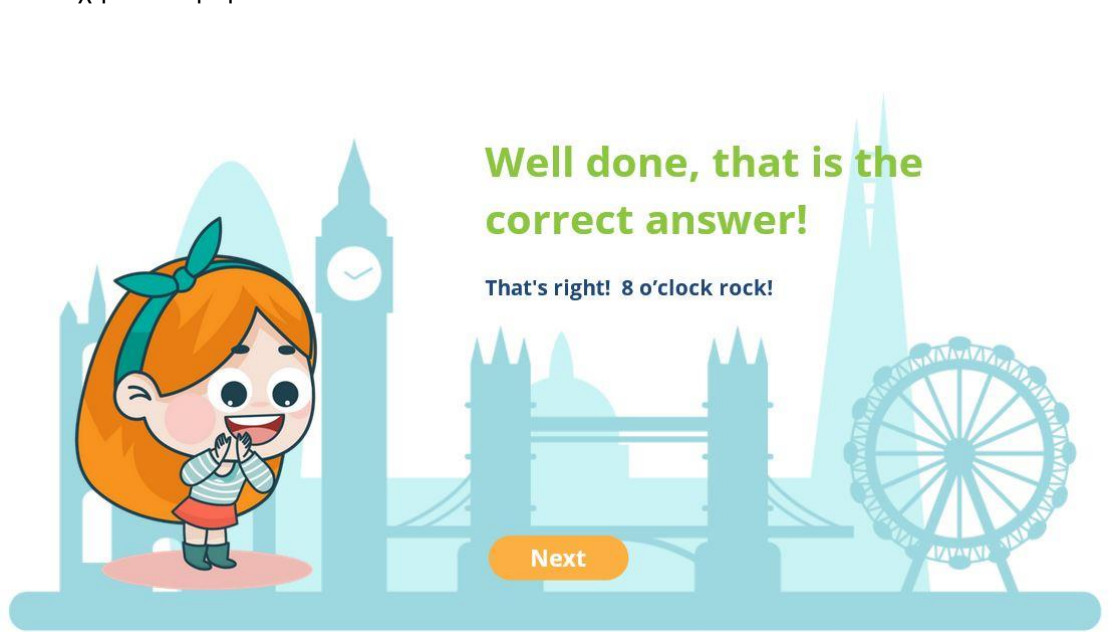 Well done, that is the
correct answer!
That's right!  8 o’clock rock!
Next